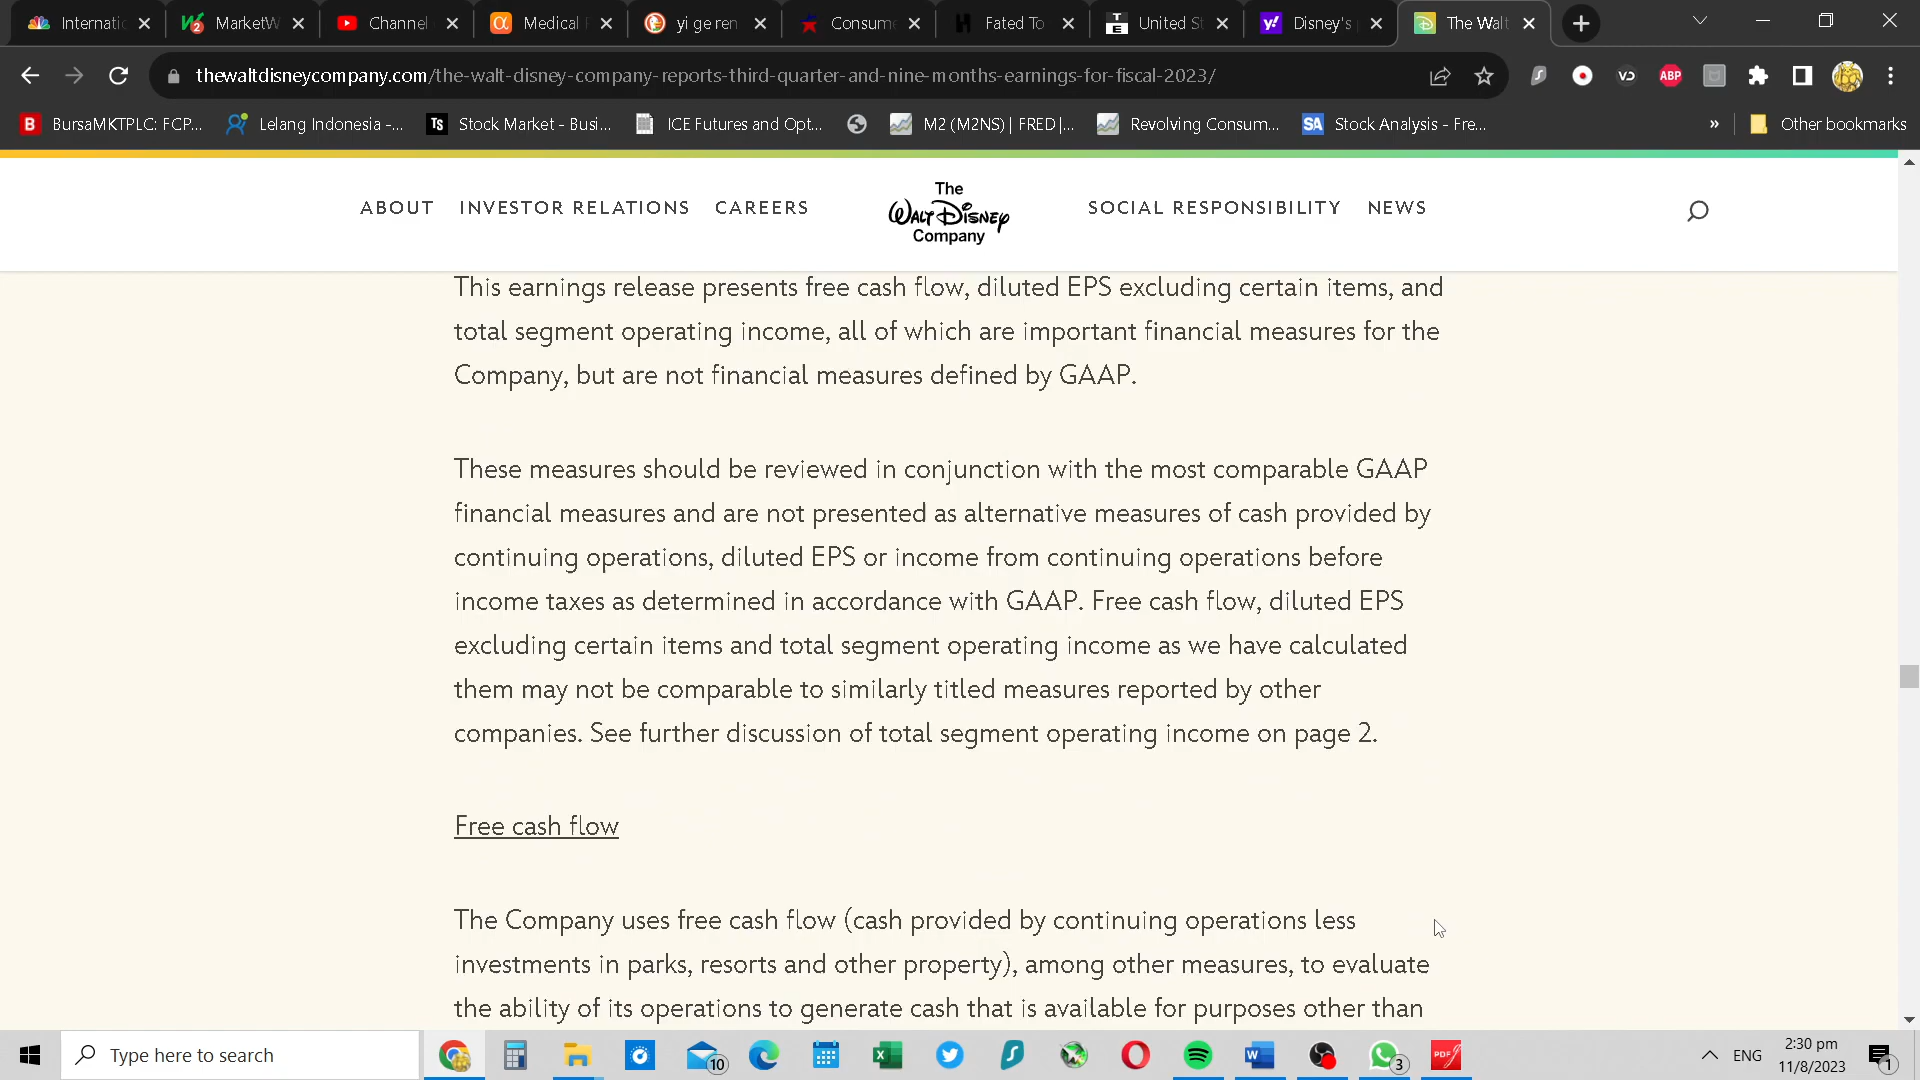 Internatic
MarketW
Channel
Medical
yi ge ren
Consume
Fated To
United St
Disney's
The Walt
thewaltdisneycompany.com/the-walt-disney-company-reports-third-quarter-and-nine-months-earnings-for-fiscal-2023/
VD
ABP
B BursaMKTPLC: FCP...
Lelang Indonesia -...
Ts Stock Market - Busi...
ICE Futures and Opt...
M2 (M2NS) | FRED |...
Revolving Consum...
SA Stock Analysis - Fre...
» Other bookmarks
ABOUT INVESTOR RELATIONS CAREERS
The
WALT DISNEY
Company
SOCIAL RESPONSIBILITY NEWS
This earnings release presents free cash flow, diluted EPS excluding certain items, and
total segment operating income, all of which are important financial measures for the
Company, but are not financial measures defined by GAAP.
These measures should be reviewed in conjunction with the most comparable GAAP
financial measures and are not presented as alternative measures of cash provided by
continuing operations, diluted EPS or income from continuing operations before
income taxes as determined in accordance with GAAP. Free cash flow, diluted EPS
excluding certain items and total segment operating income as we have calculated
them may not be comparable to similarly titled measures reported by other
companies. See further discussion of total segment operating income on page 2.
Free cash flow
The Company uses free cash flow (cash provided by continuing operations less
investments in parks, resorts and other property), among other measures, to evaluate
the ability of its operations to generate cash that is available for purposes other than
Type here to search
10
3
PDF
ENG
2:30 pm
11/8/2023
1